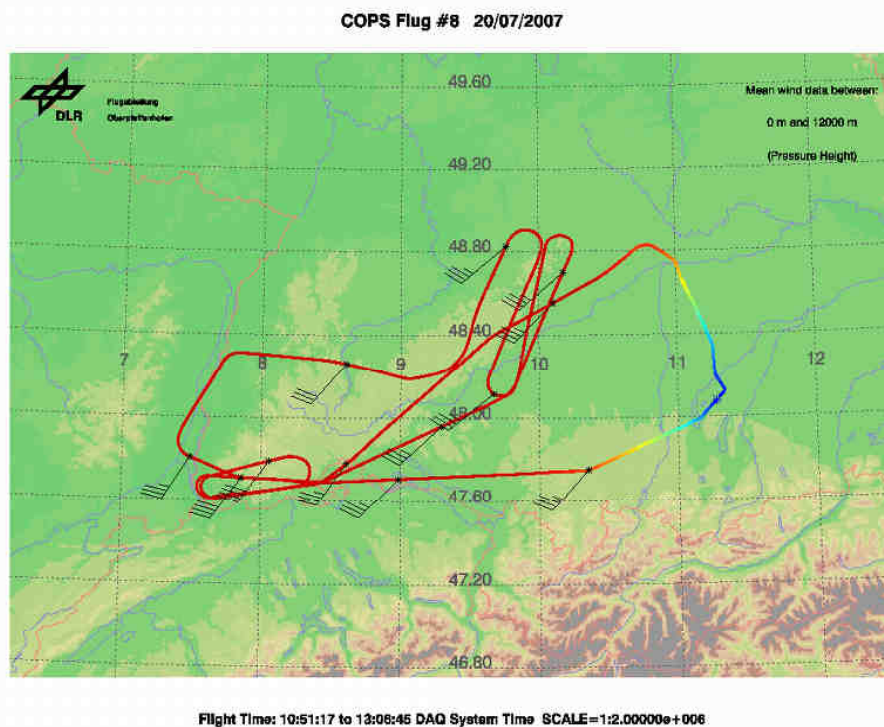 COPS Flug #8 20/07/2007
49.60
Mean wind data between:
Flugabteilung
0 m and 12000 m
DLR
Oberpfaffenhofen
49.20
(Pressure Height)
48.80
48.40
7 8 9 10 11 12
48.00
47.60
47.20
46.80
Flight Time: 10:51:17 to 13:06:45 DAQ System Time SCALE=1:2.00000e+006